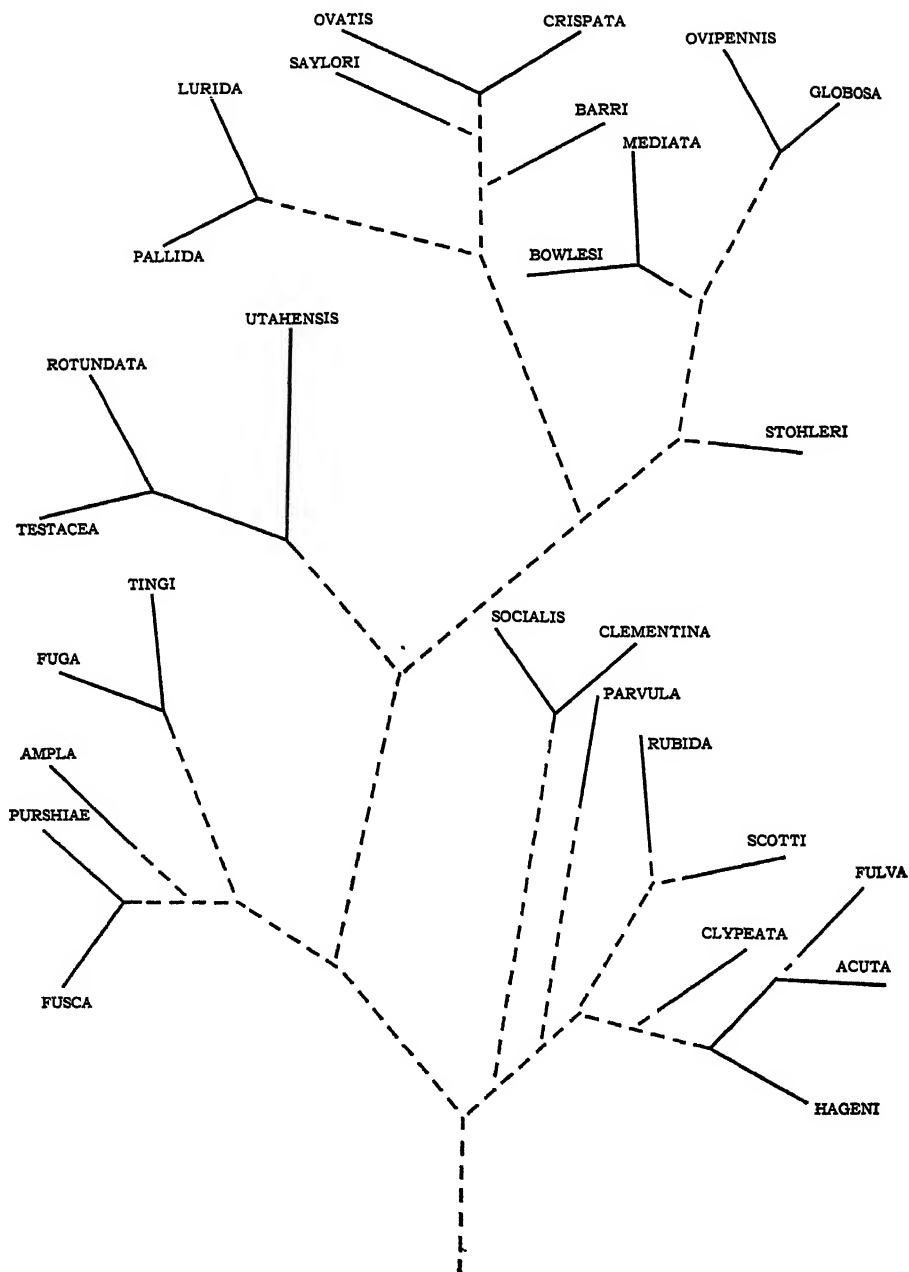 OVATIS
CRISPATA
OVIPENNIS
SAYLORI
LURIDA
GLOBOSA
BARRI
MEDIATA
PALLIDA
BOWLESI
UTAHENSIS
ROTUNDATA
STOHLERI
TESTACEA
TINGI
SOCIALIS
CLEMENTINA
FUGA
PARVULA
RUBIDA
AMPLA
PURSHIAE
SCOTTI
FULVA
CLYPEATA
ACUTA
FUSCA
HAGENI